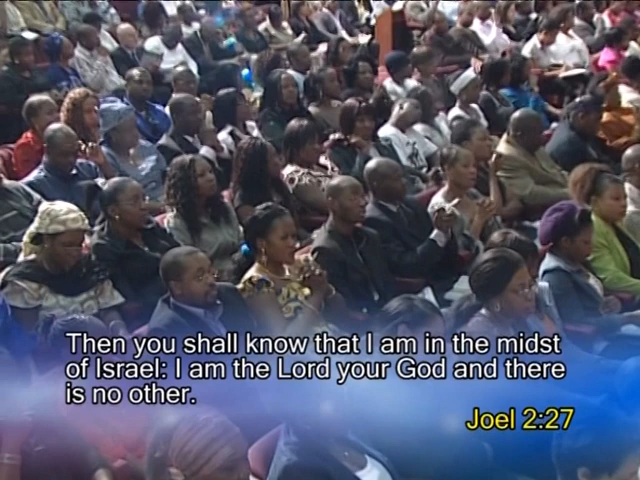 Then you shall know that I am in the midst
of Israel: I am the Lord your God and there
is no other.
Joel 2:27